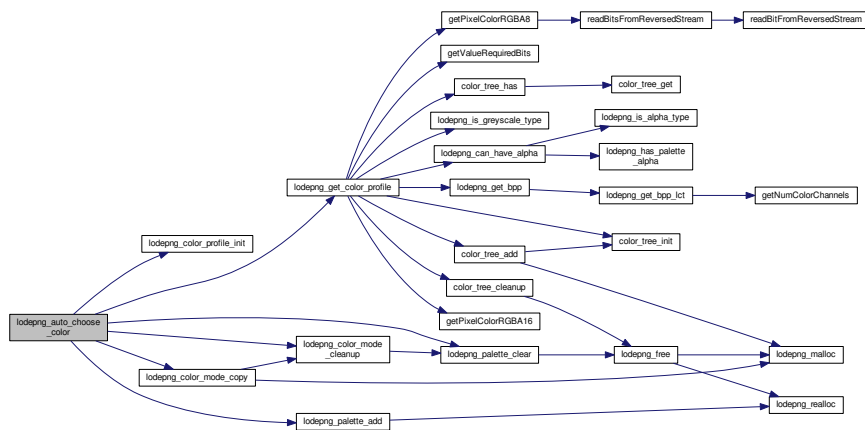 getPixelColorRGBA8
readBitsFromReversedStream
readBitFromReversedStream
getValueRequiredBits
color_tree_has
color_tree_get
lodepng_is_greyscale_type
lodepng_is_alpha_type
lodepng_can_have_alpha
lodepng_has_palette
_alpha
lodepng_get_color_profile
lodepng_get_bpp
lodepng_get_bpp_lct
getNumColorChannels
lodepng_color_profile_init
color_tree_add
color_tree_init
color_tree_cleanup
getPixelColorRGBA16
lodepng_auto_choose
_color
lodepng_color_mode
_cleanup
lodepng_palette_clear
lodepng_free
lodepng_malloc
lodepng_color_mode_copy
lodepng_realloc
lodepng_palette_add